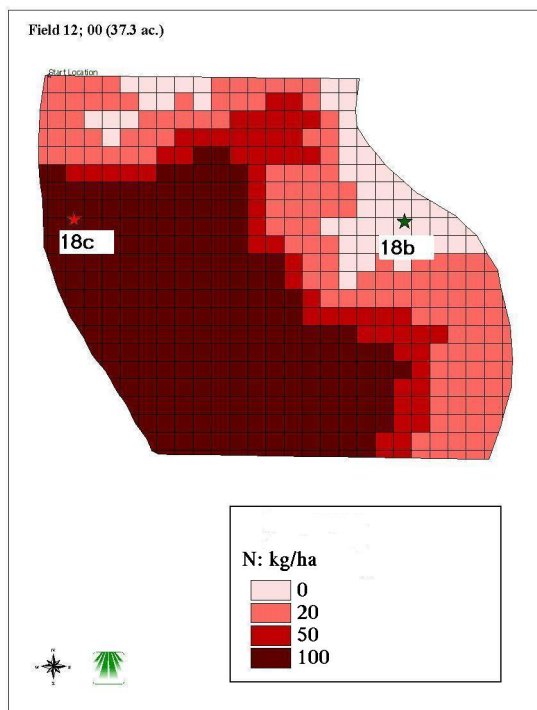 Field 12; 00 (37.3 ac.)
Start Location
18c
18b
N: kg/ha
0
20
50
100
N
W
E
S